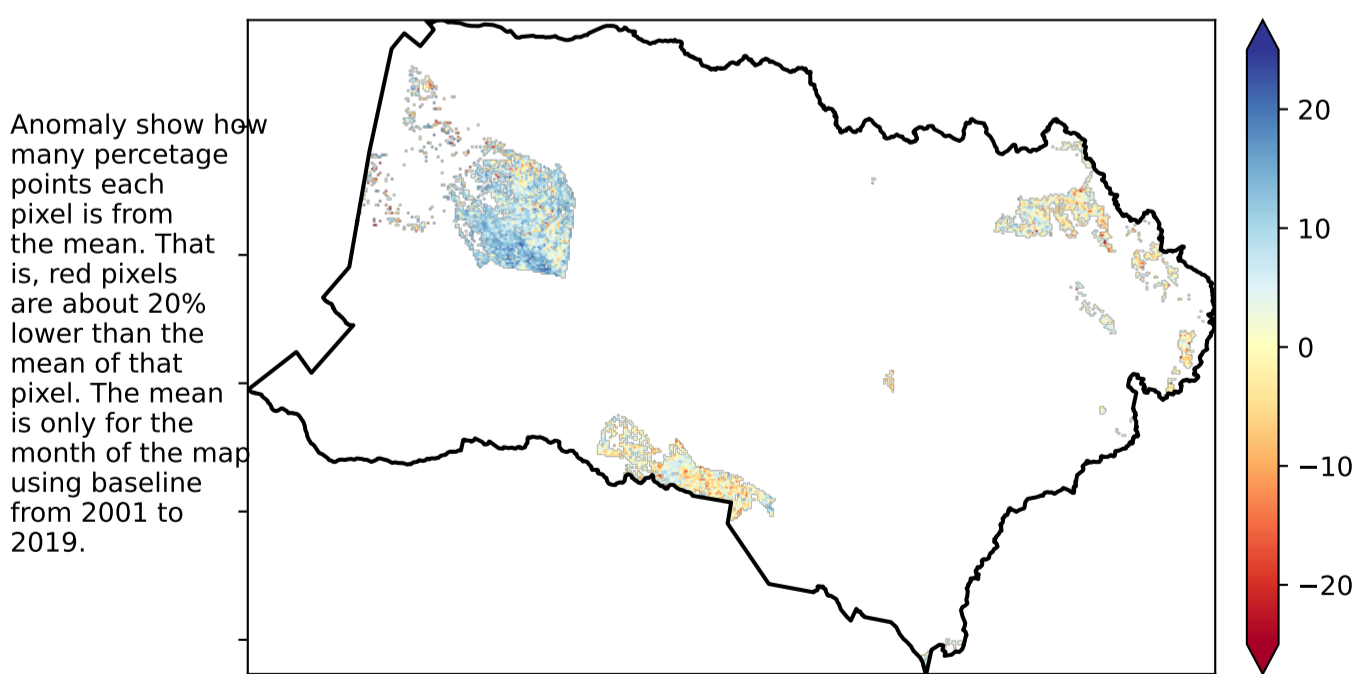 Anomaly show how
many percetage
points each
pixel is from
the mean. That
is, red pixels
are about 20%
lower than the
mean of that
pixel. The mean
is only for the
month of the map
using baseline
from 2001 to
2019.
20
10
0
−10
−20